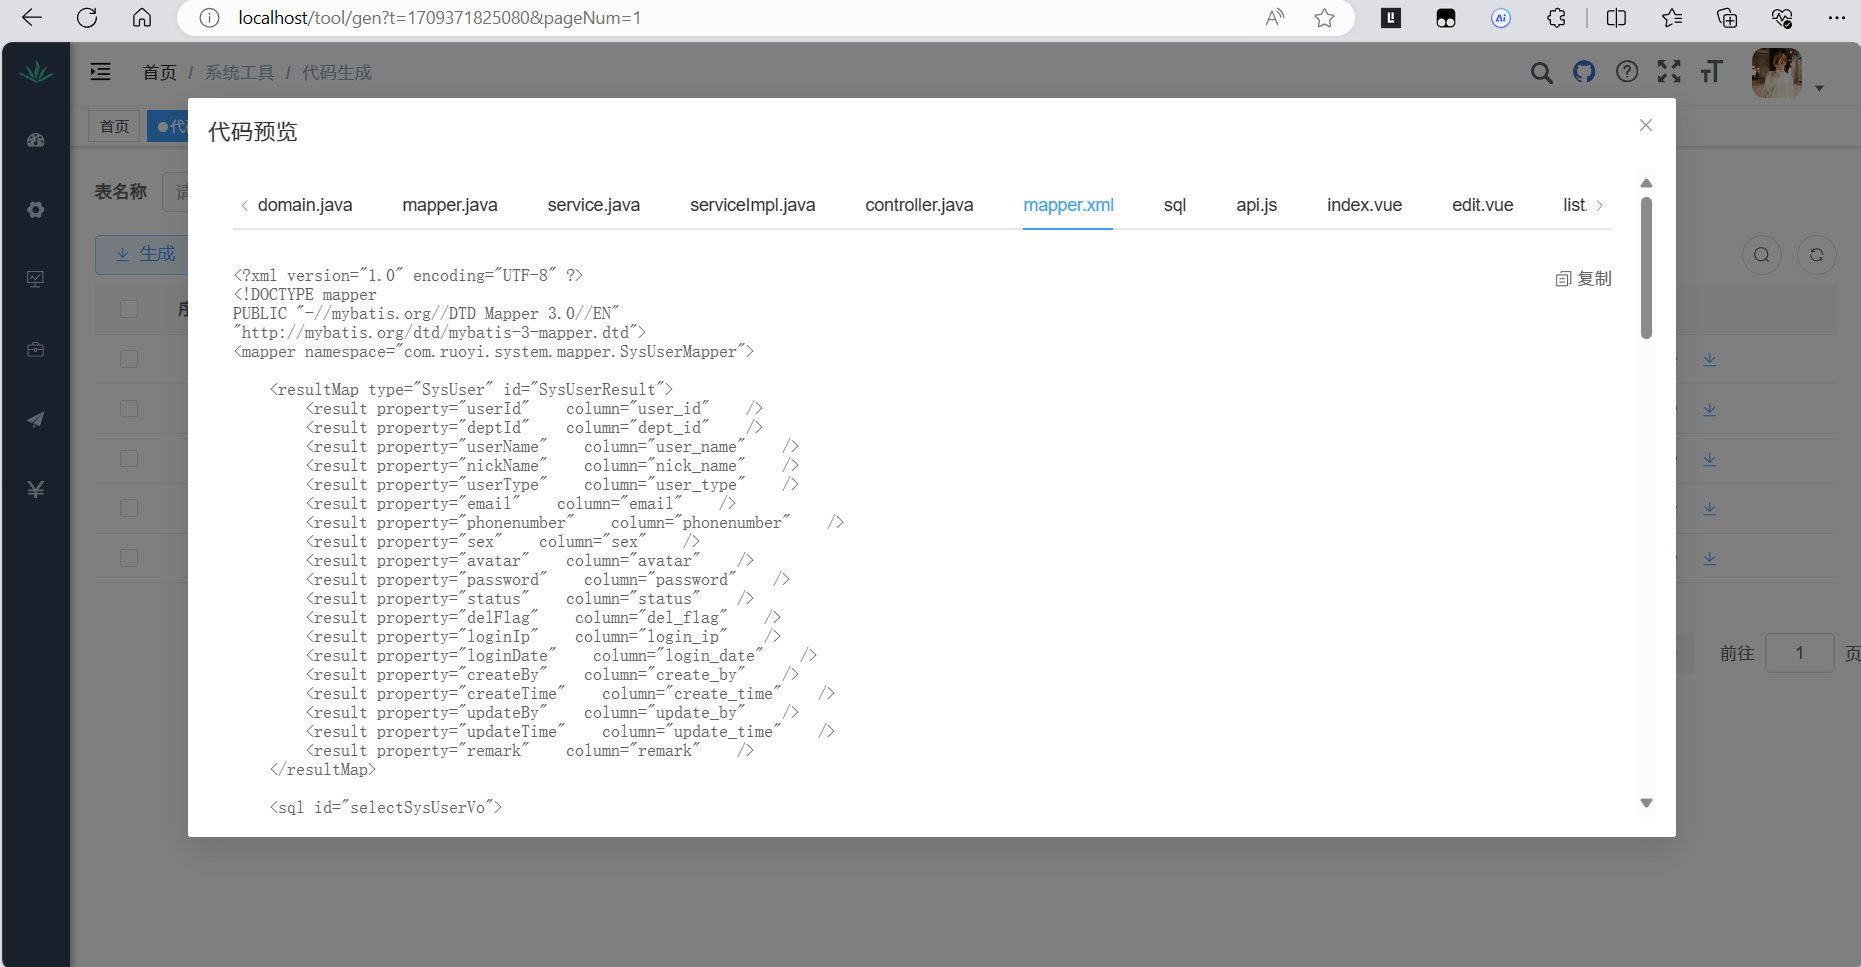 localhost/tool/gen?t=1709371825080&pageNum=1
首页 / 系统工具 / 代码生成
首页
代
代码预览
表名称
请
生成
domain.java mapper.java service.java serviceImpl.java controller.java mapper.xml sql api.js index.vue edit.vue list.
复制
<?xml version="1.0" encoding="UTF-8" ?>
<!DOCTYPE mapper
PUBLIC "-//mybatis.org//DTD Mapper 3.0//EN"
"http://mybatis.org/dtd/mybatis-3-mapper.dtd">
<mapper namespace="com.ruoyi.system.mapper.SysUserMapper">
<resultMap type="SysUser" id="SysUserResult">
<result property="userId"    column="user_id"    />
<result property="deptId"    column="dept_id"    />
<result property="userName"    column="user_name"    />
<result property="nickName"    column="nick_name"    />
<result property="userType"    column="user_type"    />
<result property="email"    column="email"    />
<result property="phonenumber"    column="phonenumber"    />
<result property="sex"    column="sex"    />
<result property="avatar"    column="avatar"    />
<result property="password"    column="password"    />
<result property="status"    column="status"    />
<result property="delFlag"    column="del_flag"    />
<result property="loginIp"    column="login_ip"    />
<result property="loginDate"    column="login_date"    />
<result property="createBy"    column="create_by"    />
<result property="createTime"    column="create_time"    />
<result property="updateBy"    column="update_by"    />
<result property="updateTime"    column="update_time"    />
<result property="remark"    column="remark"    />
</resultMap>
<sql id="selectSysUserVo">
前往 1 页